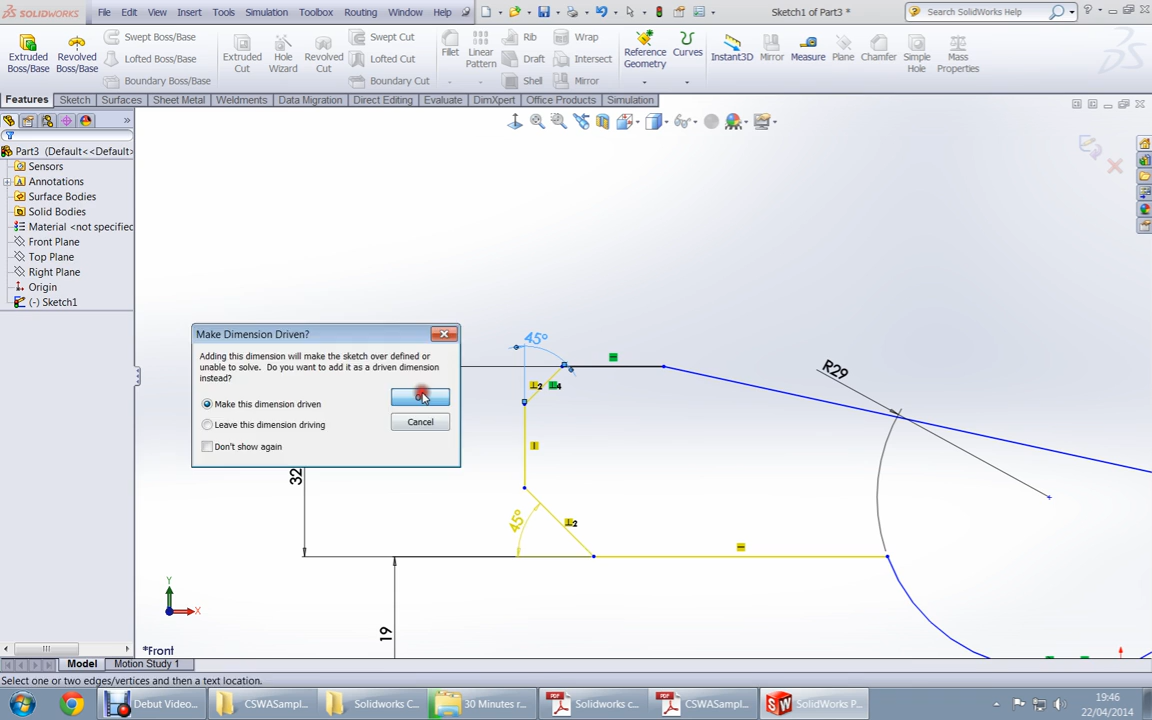 SOLIDWORKS File Edit View Insert Tools Simulation Toolbox Routing Window Help Sketch1 of Part3 * Search SolidWorks Help
Extruded Boss/Base Revolved Boss/Base Swept Boss/Base Lofted Boss/Base Boundary Boss/Base Extruded Cut Hole Wizard Revolved Cut Swept Cut Lofted Cut Boundary Cut Fillet Linear Pattern Rib Draft Shell Wrap Intersect Mirror Reference Geometry Curves Instant3D Mirror Measure Plane Chamfer Simple Hole Mass Properties
Features Sketch Surfaces Sheet Metal Weldments Data Migration Direct Editing Evaluate DimXpert Office Products Simulation
Part3 (Default<<Default>
Sensors
Annotations
Surface Bodies
Solid Bodies
Material <not specified
Front Plane
Top Plane
Right Plane
Origin
(-) Sketch1
Make Dimension Driven?
Adding this dimension will make the sketch over defined or
unable to solve. Do you want to add it as a driven dimension
instead?
Make this dimension driven
Leave this dimension driving
Cancel
Don't show again
45°
R29
2
4
32
45°
2
19
Y
X
*Front
Model Motion Study 1
Select one or two edges/vertices and then a text location.
Debut Video... CSWASampl... SolidWorks C... 30 Minutes r... Solidworks c... CSWASampl... SolidWorks P...
19:46
22/04/2014